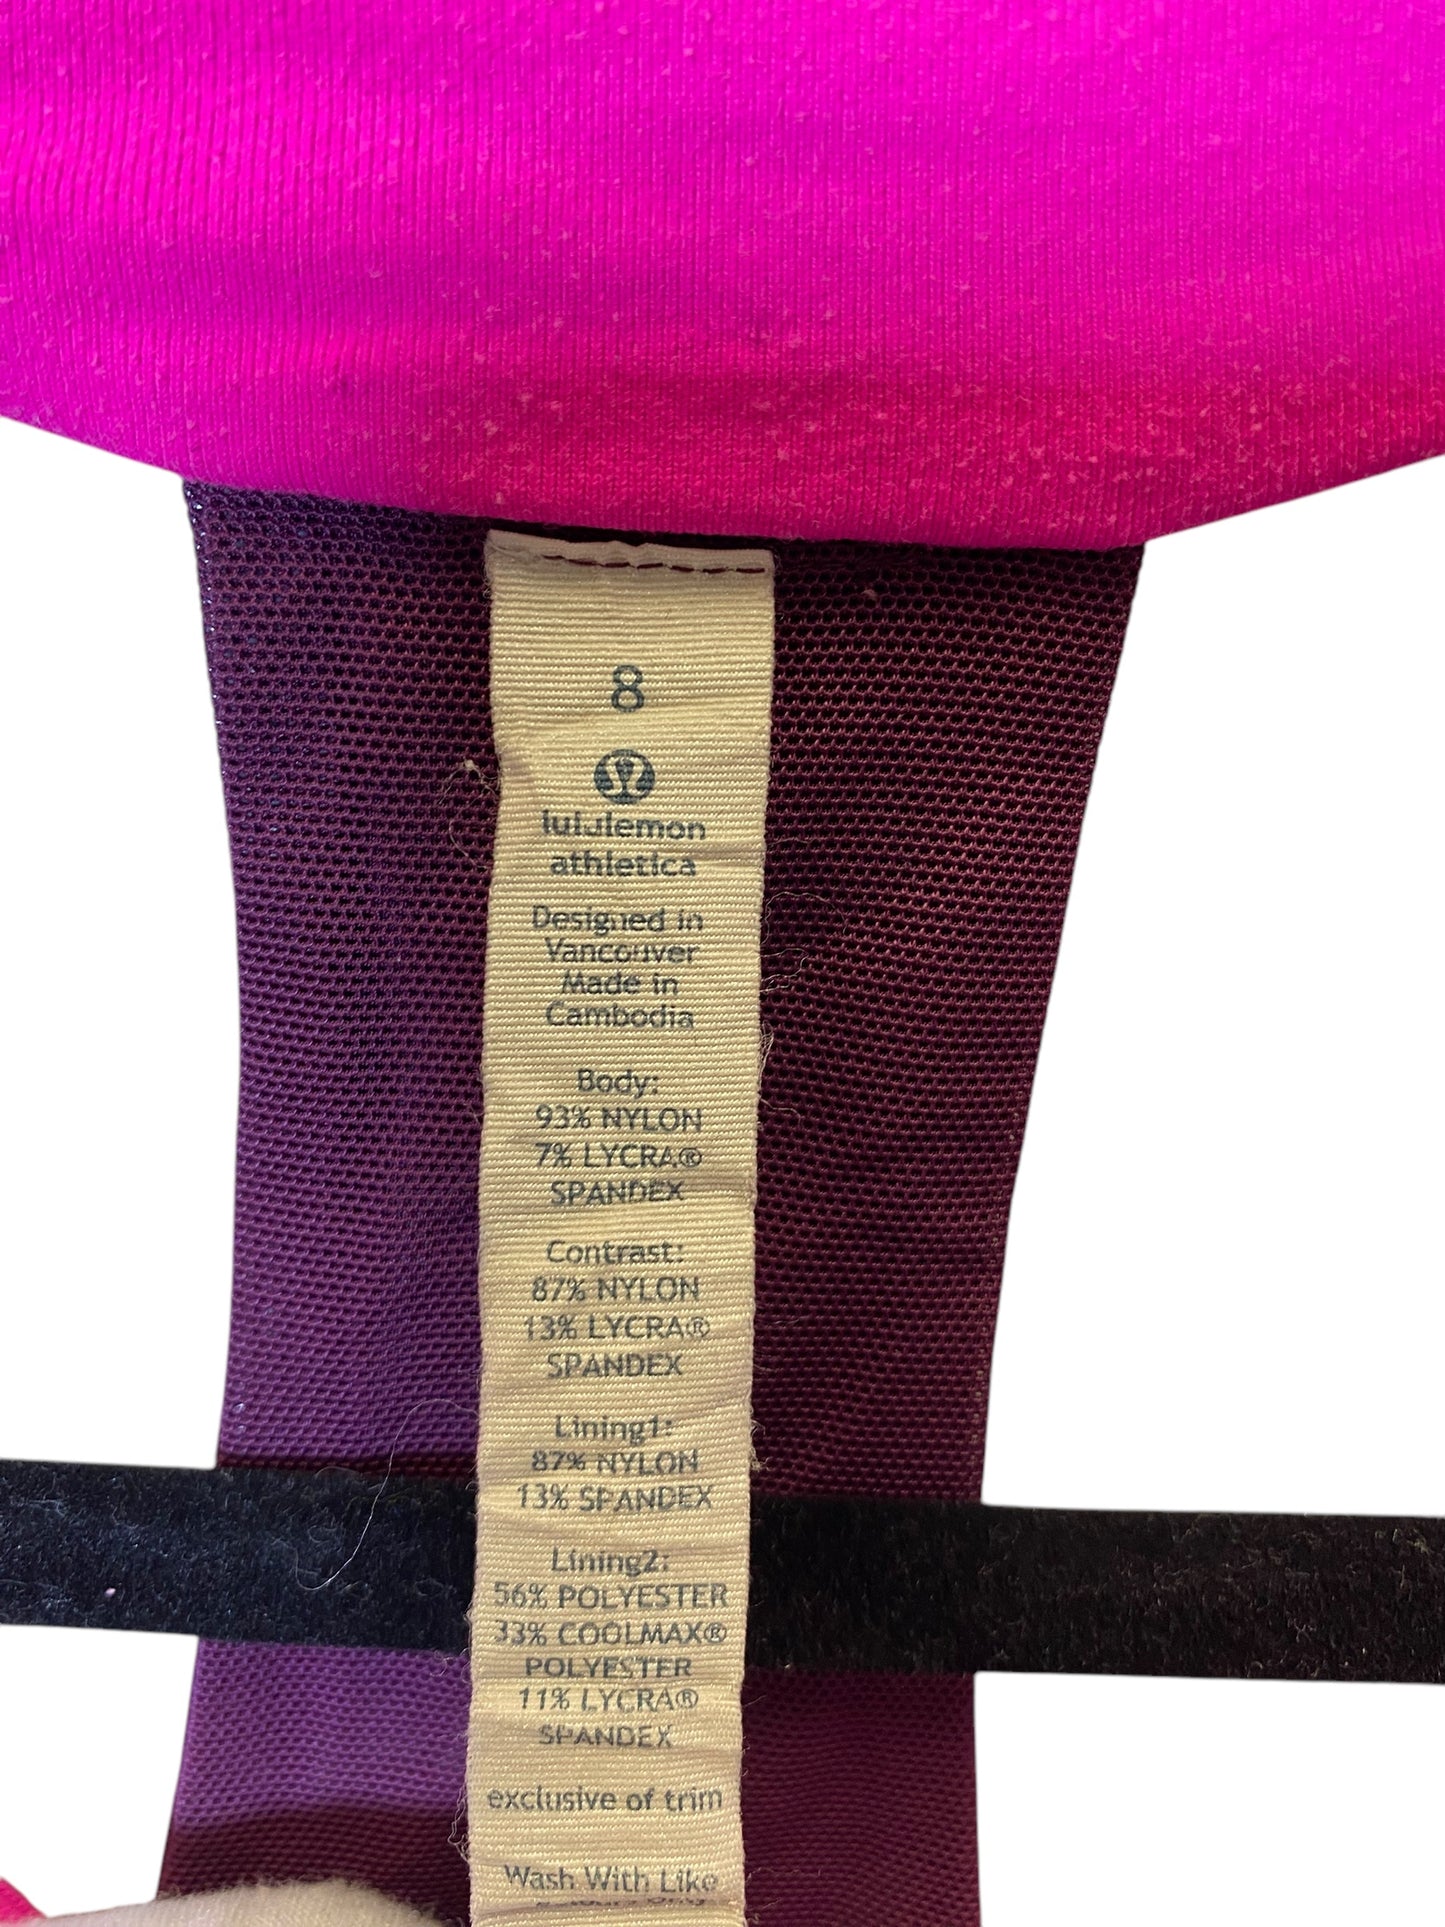 8
lululemon
athletica
Designed in
Vancouver
Made in
Cambodia
Body:
93% NYLON
7% LYCRA®
SPANDEX
Contrast:
87% NYLON
13% LYCRA®
SPANDEX
Lining1:
87% NYLON
13% SPANDEX
Lining2:
56% POLYESTER
33% COOLMAX®
POLYESTER
11% LYCRA®
SPANDEX
exclusive of trim
Wash With Like
Only